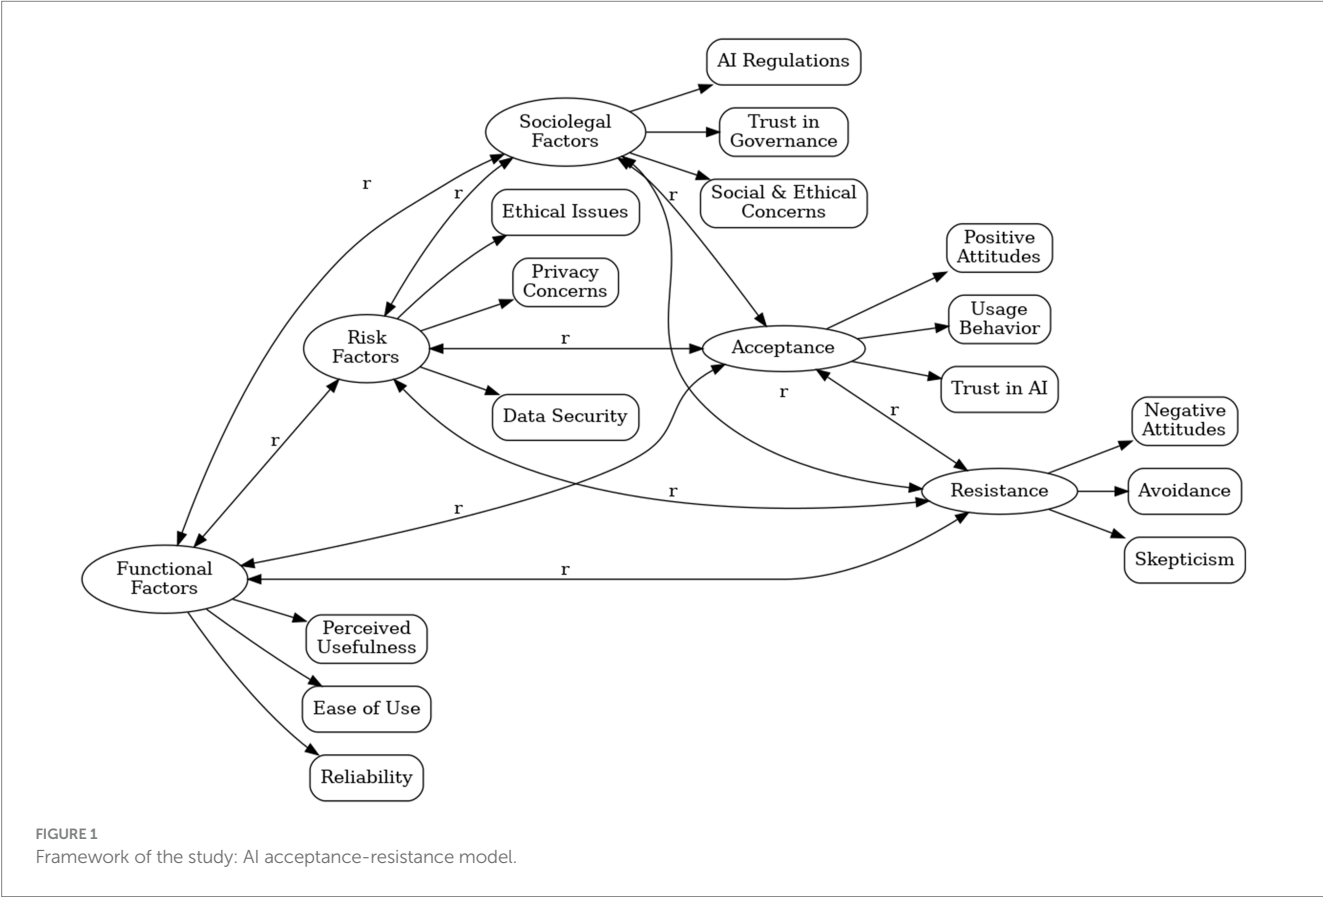 AI Regulations
Sociolegal
Factors
Trust in
Governance
r
r
r
Social & Ethical
Concerns
Ethical Issues
Positive
Attitudes
Privacy
Concerns
Usage
Behavior
Risk
Factors
r
Acceptance
Trust in AI
r
Data Security
r
Negative
Attitudes
r
r
Resistance
Avoidance
r
Skepticism
Functional
Factors
r
Perceived
Usefulness
Ease of Use
Reliability
FIGURE 1
Framework of the study: AI acceptance-resistance model.